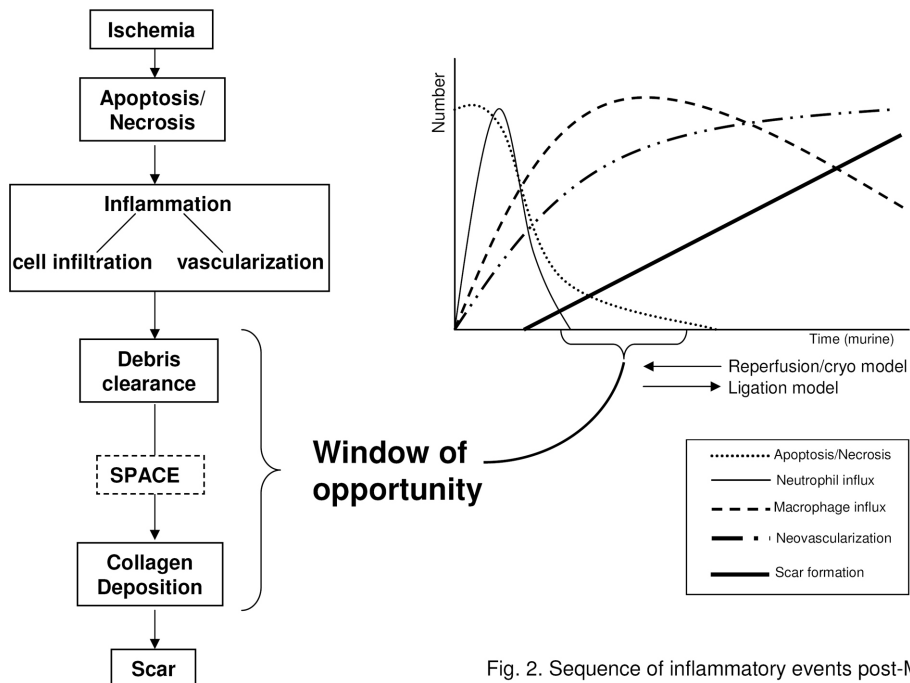 Ischemia
Apoptosis/
Necrosis
Inflammation
cell infiltration vascularization
Debris
clearance
SPACE
Collagen
Deposition
Scar
Window of
opportunity
Number
Time (murine)
Reperfusion/cryo model
Ligation model
Apoptosis/Necrosis
Neutrophil influx
Macrophage influx
Neovascularization
Scar formation
Fig. 2. Sequence of inflammatory events post-